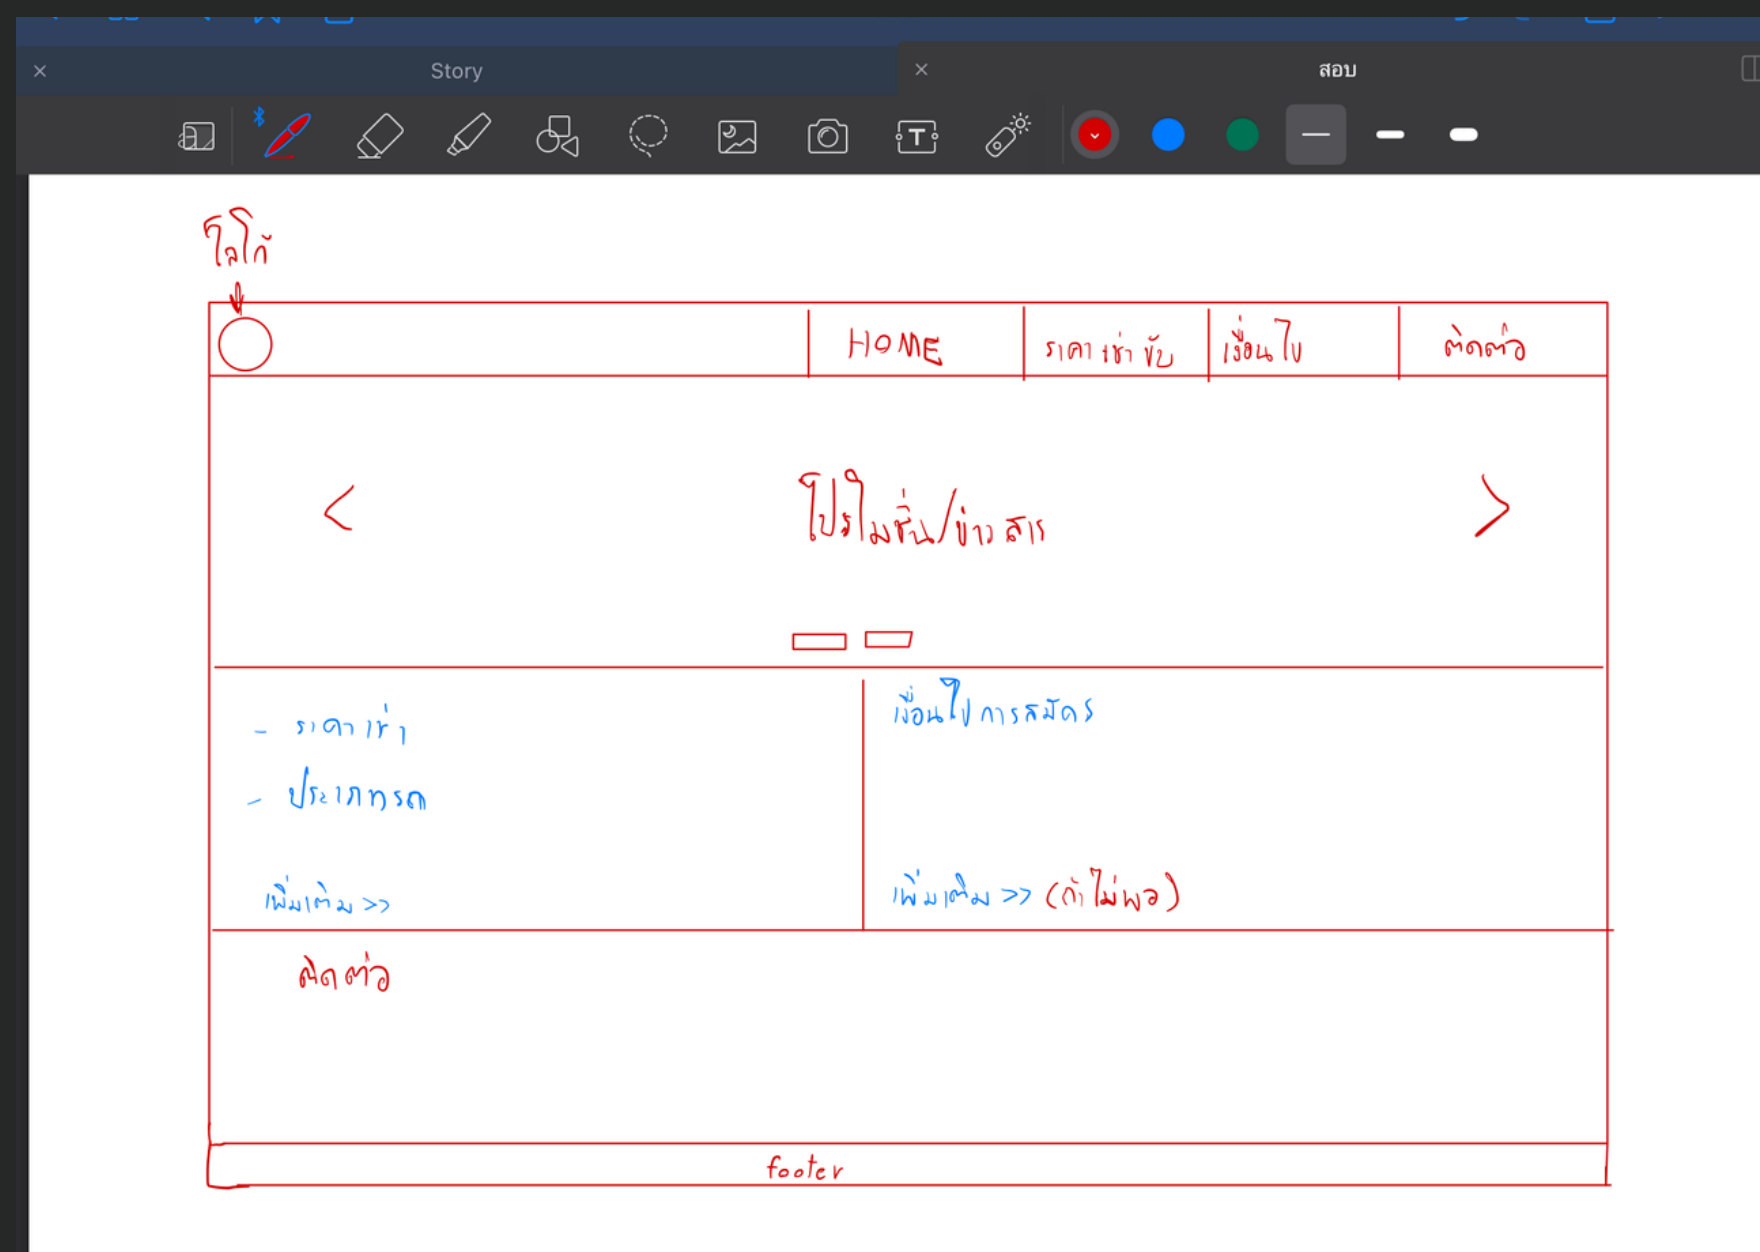 Story
สอบ
โลโก้
HOME
ราคาเช่าขับ
เงื่อนไข
ติดต่อ
< โปรโมชั่น/ข่าวสาร >
- ราคาเช่า
- ประเภทรถ
เพิ่มเติม >>
เงื่อนไขการสมัคร
เพิ่มเติม >> (ถ้าไม่พอ)
ติดต่อ
footer